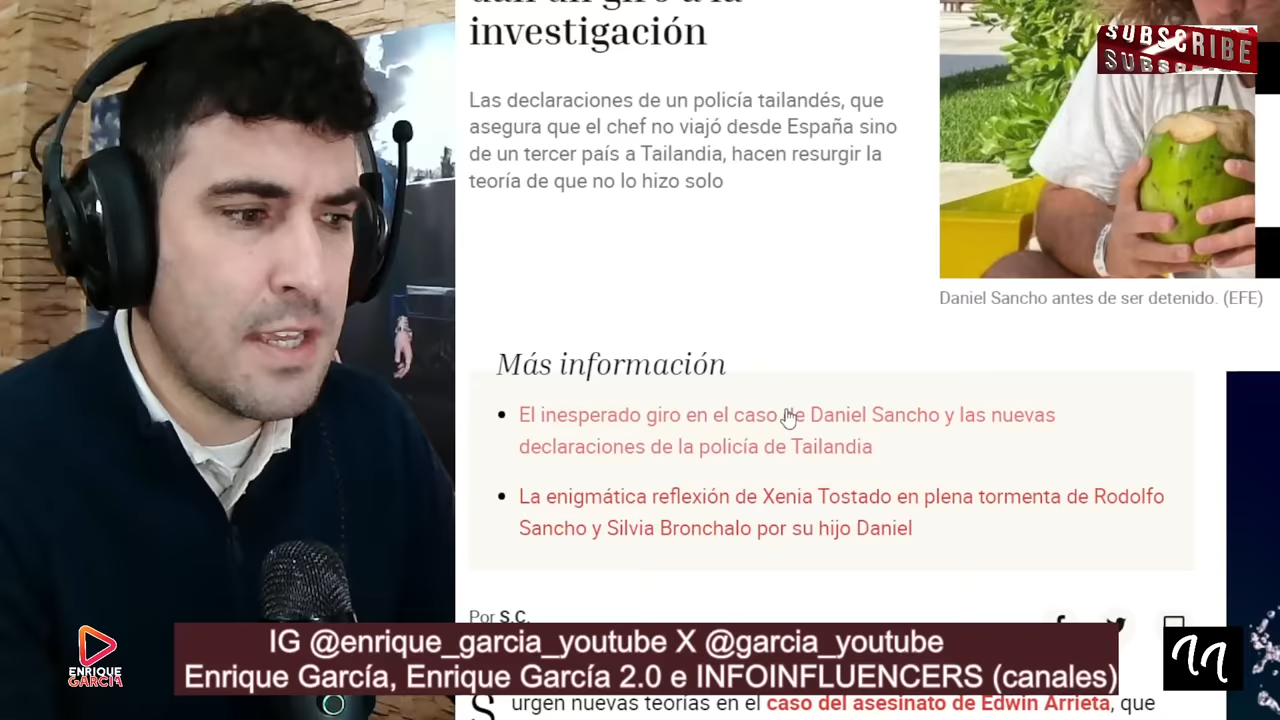 dan un giro a la
investigación
Las declaraciones de un policía tailandés, que
asegura que el chef no viajó desde España sino
de un tercer país a Tailandia, hacen resurgir la
teoría de que no lo hizo solo
SUBSCRIBE
Daniel Sancho antes de ser detenido. (EFE)
Más información
El inesperado giro en el caso de Daniel Sancho y las nuevas
declaraciones de la policía de Tailandia
La enigmática reflexión de Xenia Tostado en plena tormenta de Rodolfo
Sancho y Silvia Bronchalo por su hijo Daniel
Por S.C.
IG @enrique_garcia_youtube X @garcia_youtube
Enrique García, Enrique García 2.0 e INFOINFLUENCERS (canales)
ENRIQUE
GARCÍA
Surgen nuevas teorías en el caso del asesinato de Edwin Arrieta, que